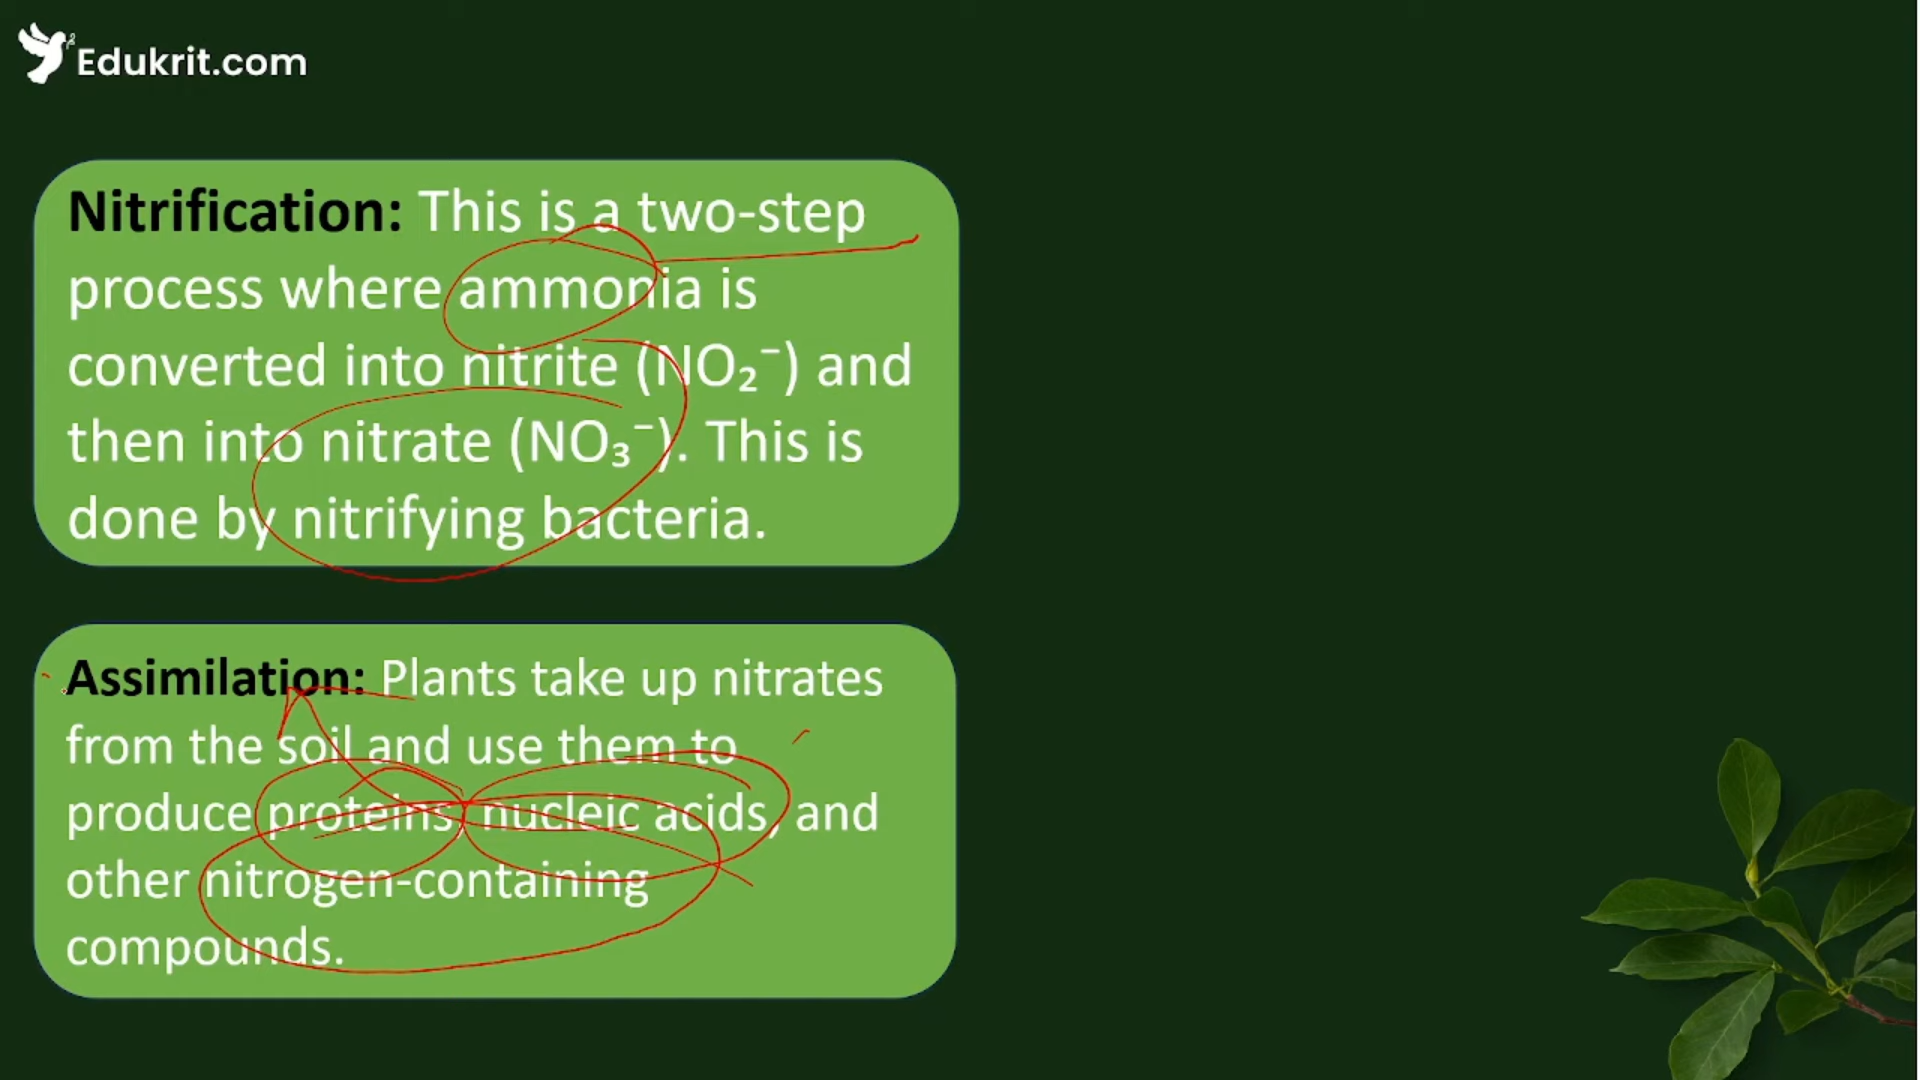 Edukrit.com
Nitrification: This is a two-step
process where ammonia is
converted into nitrite (NO₂⁻) and
then into nitrate (NO₃⁻). This is
done by nitrifying bacteria.
Assimilation: Plants take up nitrates
from the soil and use them to
produce proteins, nucleic acids, and
other nitrogen-containing
compounds.